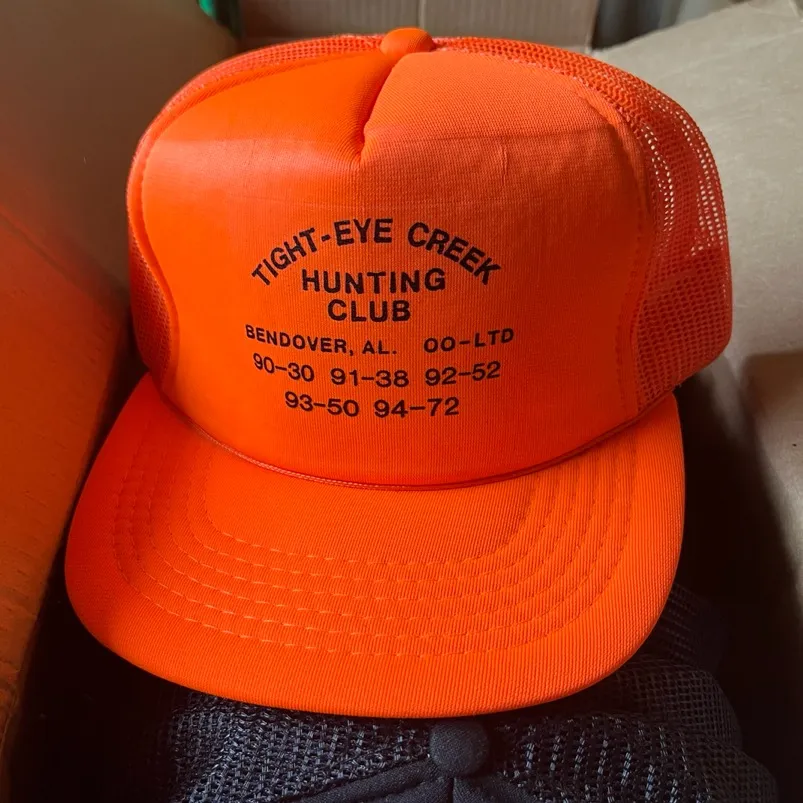 TIGHT-EYE CREEK
HUNTING
CLUB
BENDOVER, AL. OO-LTD
90-30 91-38 92-52
93-50 94-72